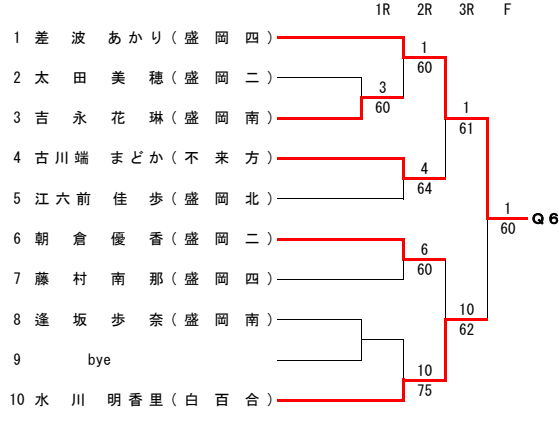 1R 2R 3R F
1 差 波 あかり ( 盛 岡 四 )
1
60
2 太 田 美 穂 ( 盛 岡 二 )
3
60
3 吉 永 花 琳 ( 盛 岡 南 )
1
61
4 古川端 まどか ( 不 来 方 )
4
64
5 江六前 佳 歩 ( 盛 岡 北 )
1
60
Q6
6 朝 倉 優 香 ( 盛 岡 二 )
6
60
7 藤 村 南 那 ( 盛 岡 四 )
10
62
8 逢 坂 歩 奈 ( 盛 岡 南 )
9 bye
10
75
10 水 川 明香里 ( 白 百 合 )